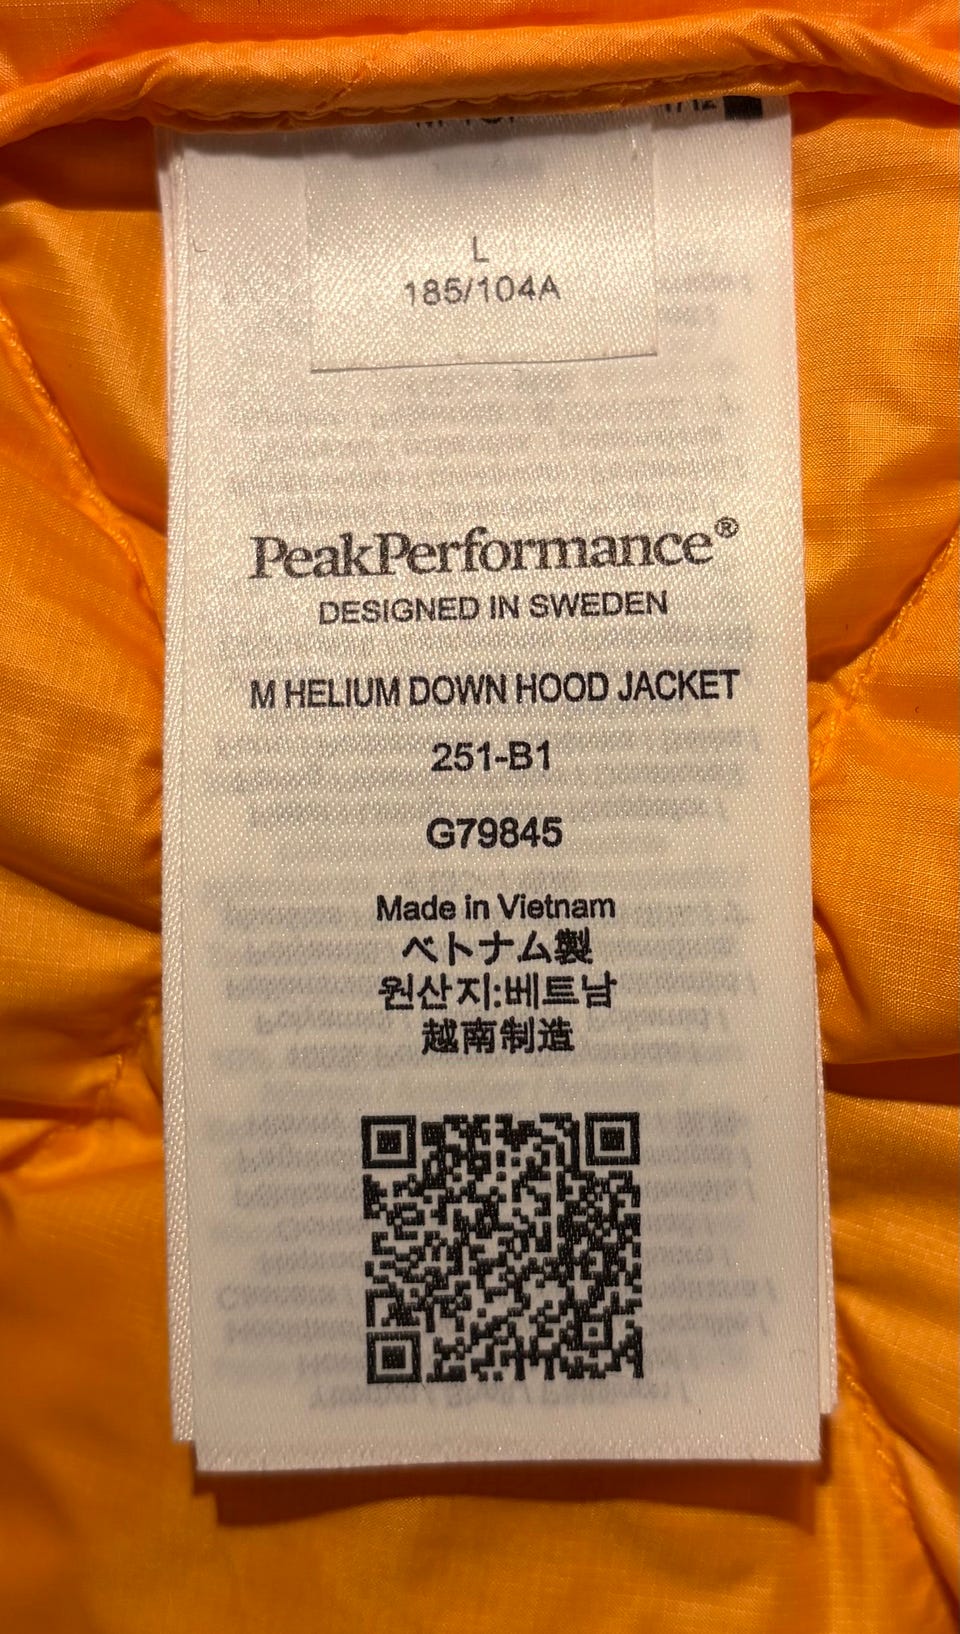 L
185/104A
PeakPerformance®
DESIGNED IN SWEDEN
M HELIUM DOWN HOOD JACKET
251-B1
G79845
Made in Vietnam
ベトナム製
원산지:베트남
越南制造